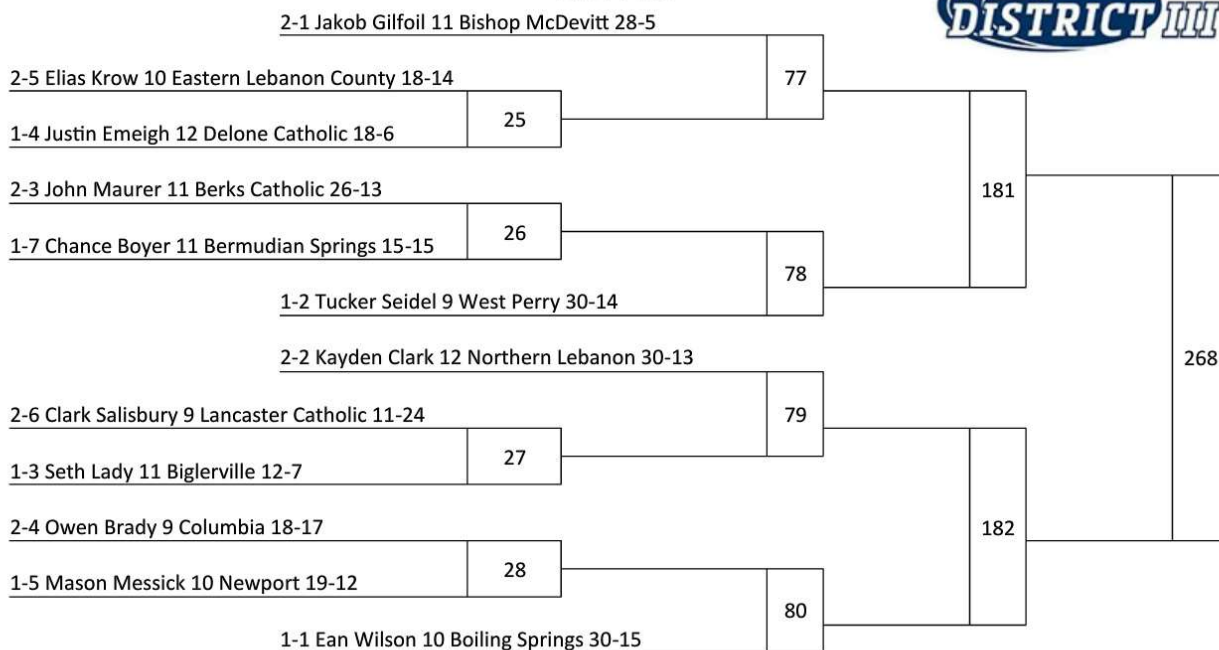 DISTRICT III
2-1 Jakob Gilfoil 11 Bishop McDevitt 28-5
77
2-5 Elias Krow 10 Eastern Lebanon County 18-14
25
1-4 Justin Emeigh 12 Delone Catholic 18-6
181
2-3 John Maurer 11 Berks Catholic 26-13
26
1-7 Chance Boyer 11 Bermudian Springs 15-15
78
1-2 Tucker Seidel 9 West Perry 30-14
268
2-2 Kayden Clark 12 Northern Lebanon 30-13
79
2-6 Clark Salisbury 9 Lancaster Catholic 11-24
27
1-3 Seth Lady 11 Biglerville 12-7
182
2-4 Owen Brady 9 Columbia 18-17
28
1-5 Mason Messick 10 Newport 19-12
80
1-1 Ean Wilson 10 Boiling Springs 30-15